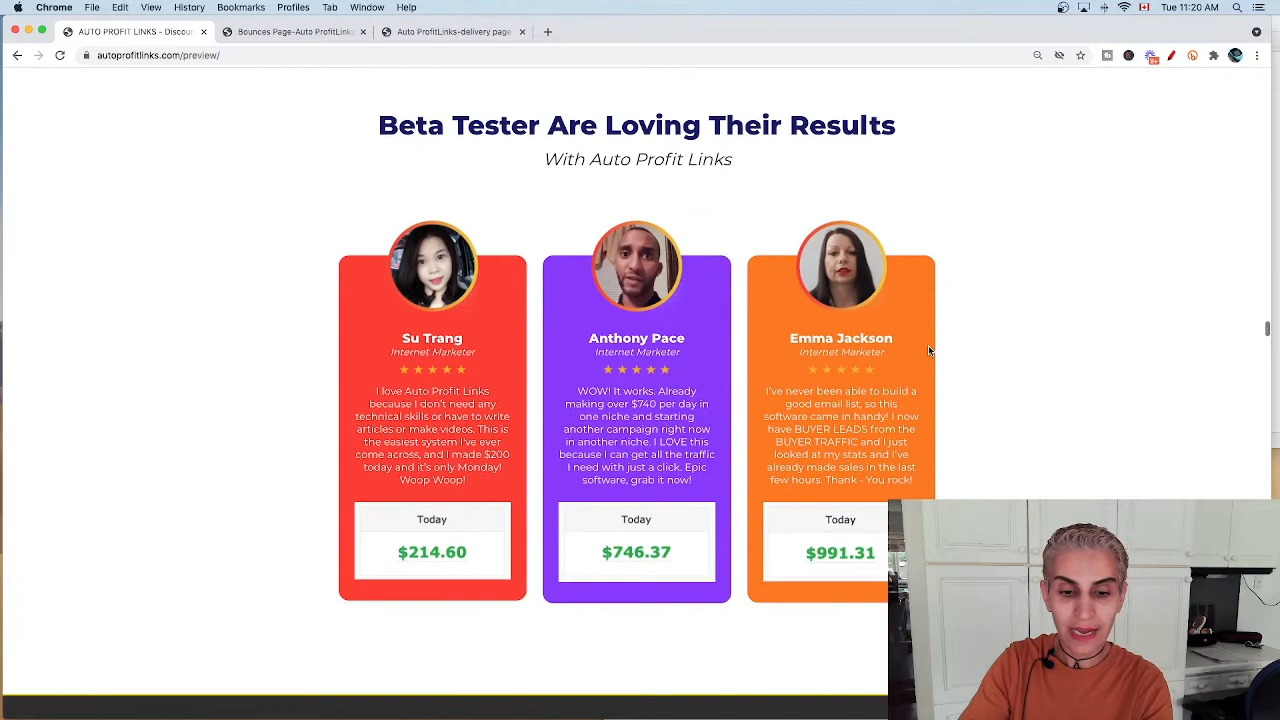 Chrome File Edit View History Bookmarks Profiles Tab Window Help Tue 11:20 AM
AUTO PROFIT LINKS - Discoun Bounces Page-Auto ProfitLinks Auto ProfitLinks-delivery page
autoprofitlinks.com/preview/
9+
Beta Tester Are Loving Their Results
With Auto Profit Links
Su Trang
Internet Marketer
I love Auto Profit Links
because I don't need any
technical skills or have to write
articles or make videos. This is
the easiest system I've ever
come across, and I made $200
today and it's only Monday!
Woop Woop!
Today
$214.60
Anthony Pace
Internet Marketer
WOW! It works. Already
making over $740 per day in
one niche and starting
another campaign right now
in another niche. I LOVE this
because I can get all the traffic
I need with just a click. Epic
software, grab it now!
Today
$746.37
Emma Jackson
Internet Marketer
I've never been able to build a
good email list, so this
software came in handy! I now
have BUYER LEADS from the
BUYER TRAFFIC and I just
looked at my stats and I've
already made sales in the last
few hours. Thank - You rock!
Today
$991.31